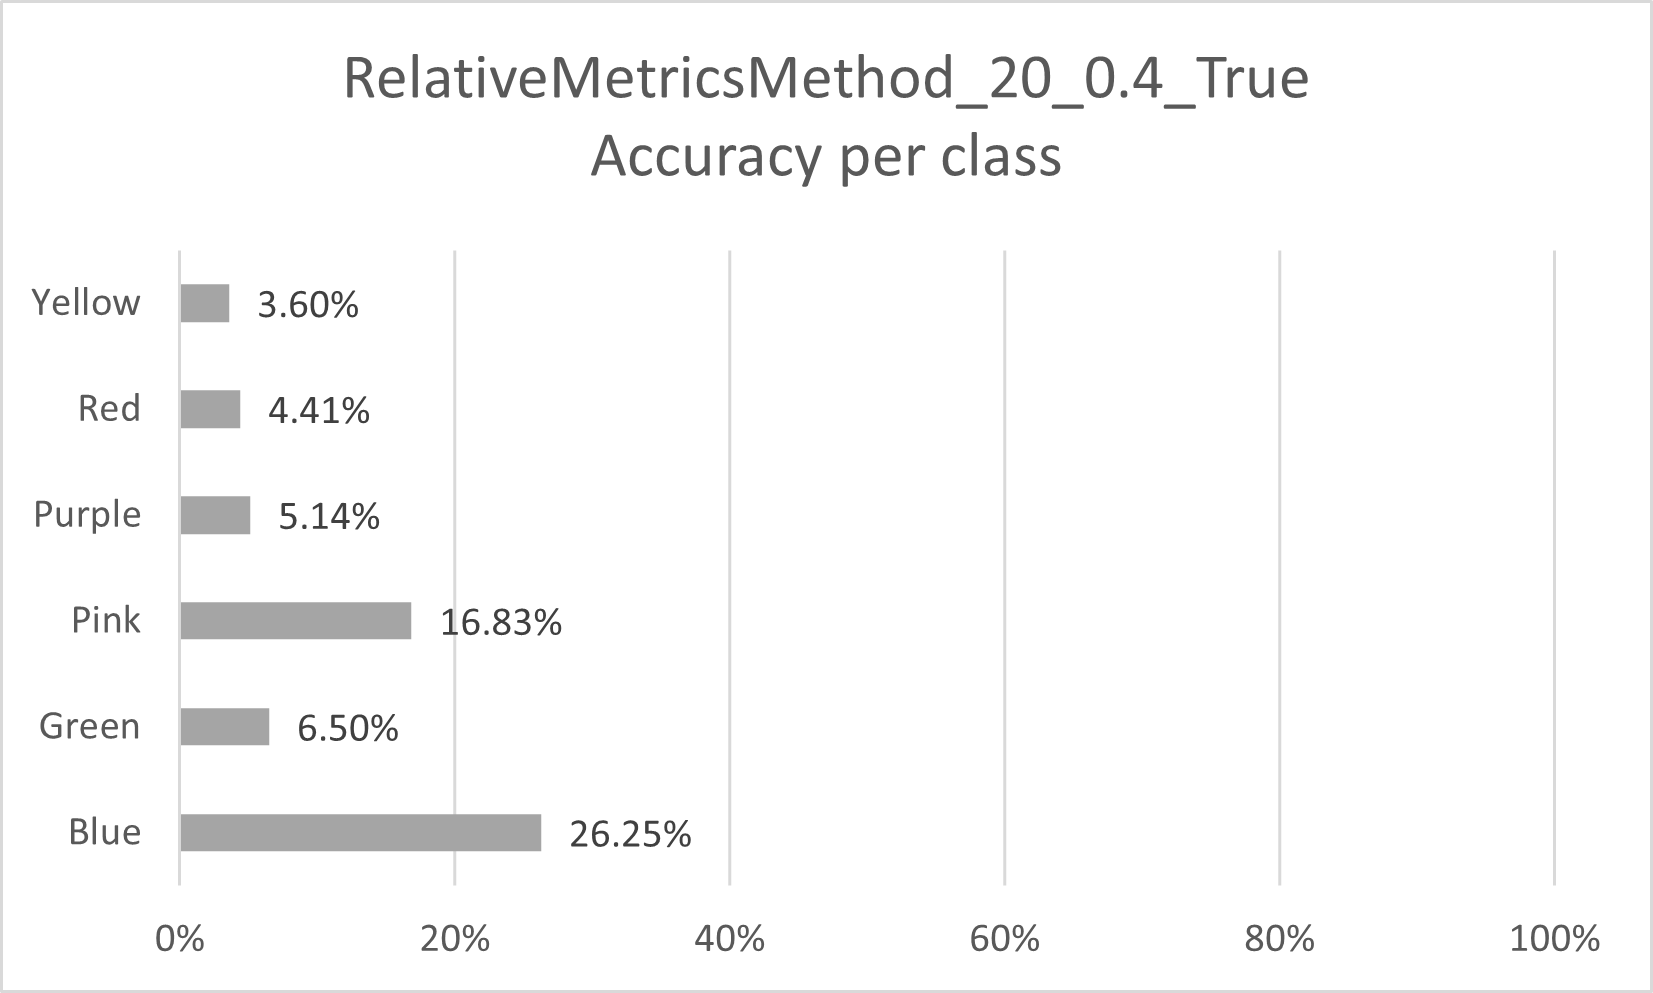 RelativeMetricsMethod_20_0.4_True
Accuracy per class
Yellow 3.60%
Red 4.41%
Purple 5.14%
Pink 16.83%
Green 6.50%
Blue 26.25%
0% 20% 40% 60% 80% 100%